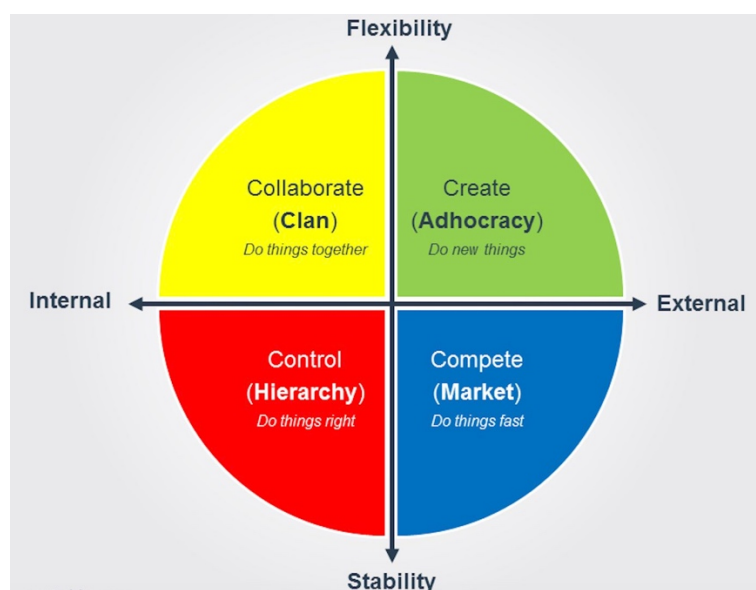 Flexibility
Collaborate
(Clan)
Do things together
Create
(Adhocracy)
Do new things
Internal
External
Control
(Hierarchy)
Do things right
Compete
(Market)
Do things fast
Stability